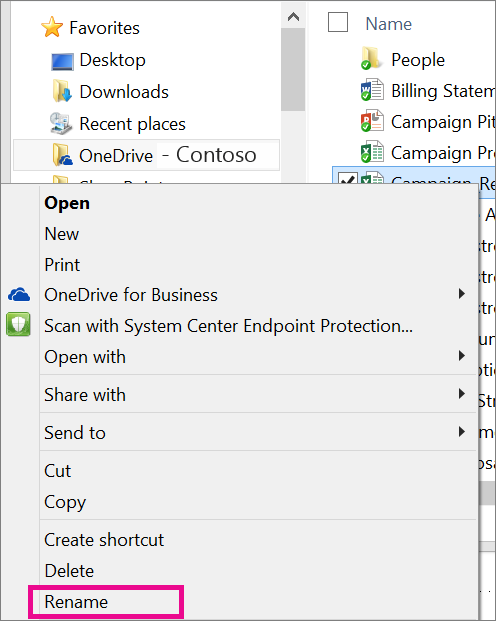 Favorites
Desktop
Downloads
Recent places
OneDrive - Contoso
Name
People
Billing Statem
Campaign Pit
Campaign Pro
Campaign Re
Open
New
Print
OneDrive for Business
Scan with System Center Endpoint Protection...
Open with
Share with
Send to
Cut
Copy
Create shortcut
Delete
Rename